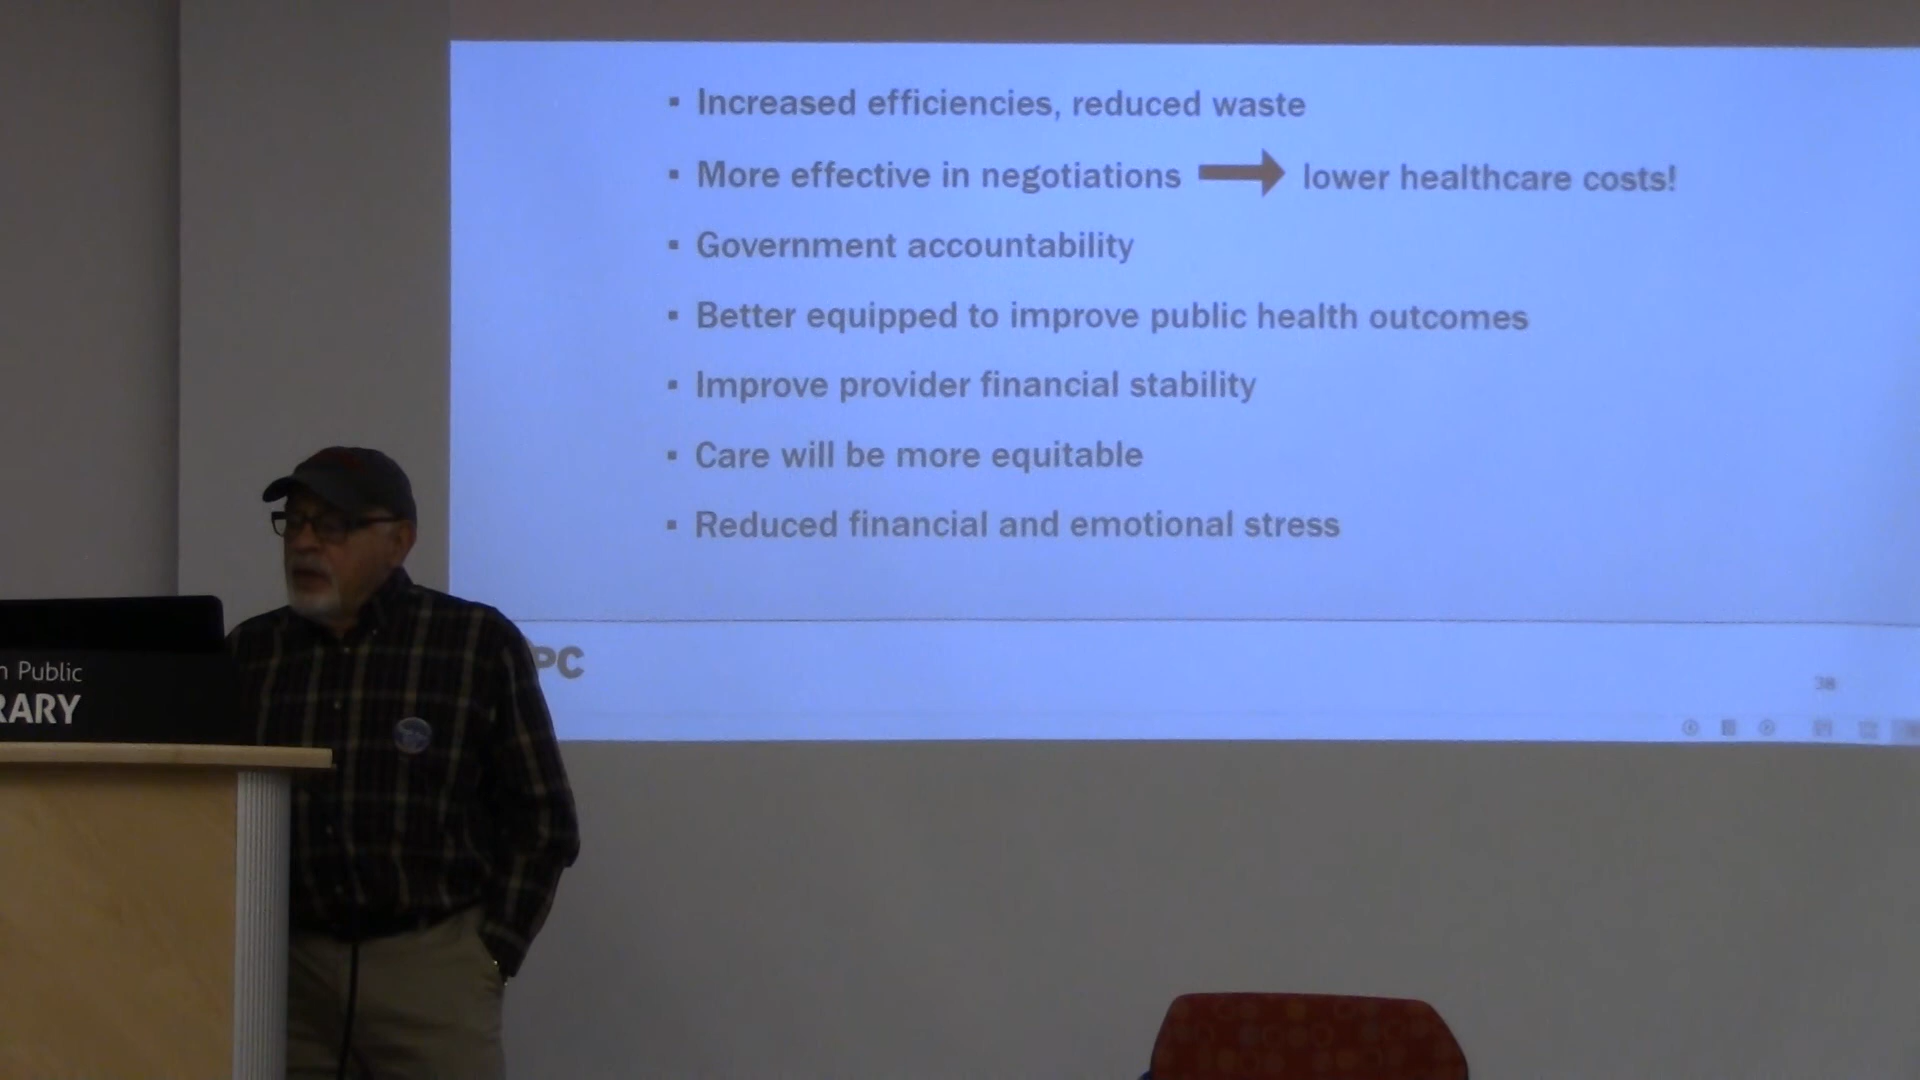 ▪ Increased efficiencies, reduced waste
▪ More effective in negotiations → lower healthcare costs!
▪ Government accountability
▪ Better equipped to improve public health outcomes
▪ Improve provider financial stability
▪ Care will be more equitable
▪ Reduced financial and emotional stress
PC
38
n Public
RARY